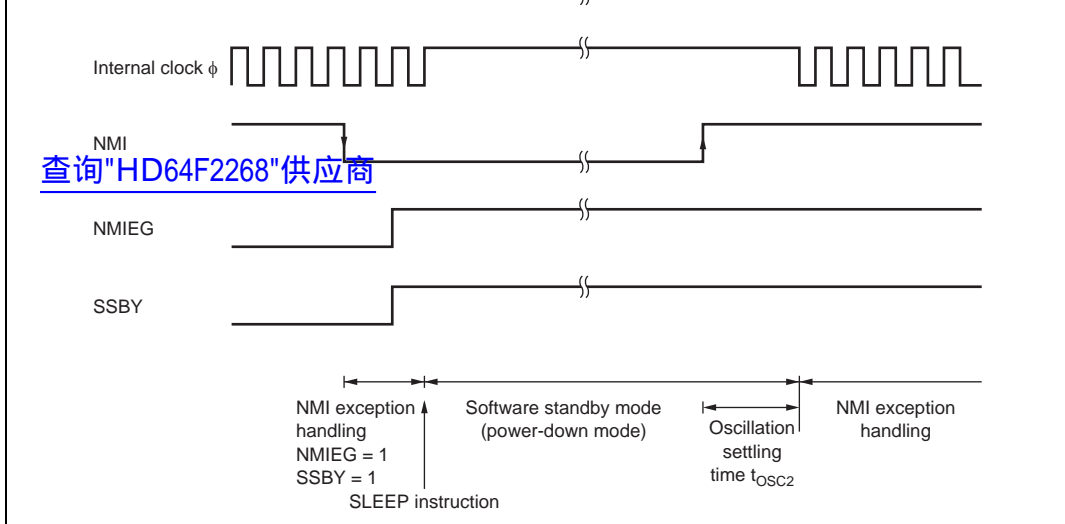 Internal clock φ
NMI
查询"HD64F2268"供应商
NMIEG
SSBY
NMI exception
handling
NMIEG = 1
SSBY = 1
SLEEP instruction
Software standby mode
(power-down mode)
Oscillation
settling
time tOSC2
NMI exception
handling